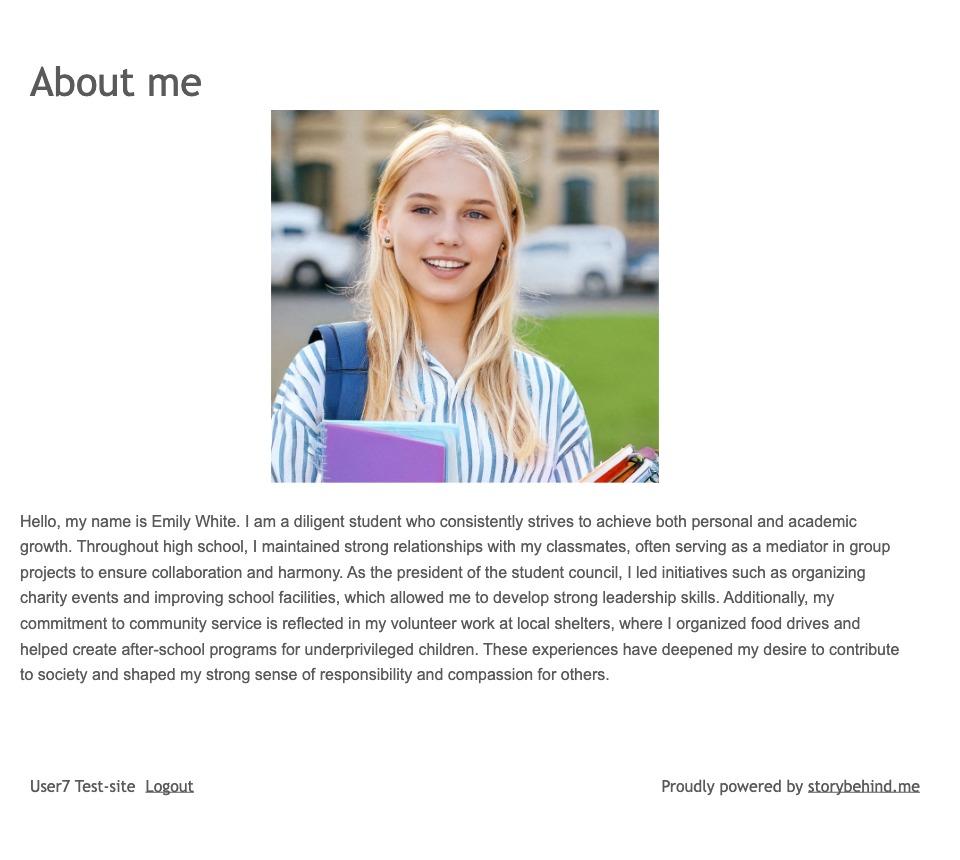 About me
Hello, my name is Emily White. I am a diligent student who consistently strives to achieve both personal and academic
growth. Throughout high school, I maintained strong relationships with my classmates, often serving as a mediator in group
projects to ensure collaboration and harmony. As the president of the student council, I led initiatives such as organizing
charity events and improving school facilities, which allowed me to develop strong leadership skills. Additionally, my
commitment to community service is reflected in my volunteer work at local shelters, where I organized food drives and
helped create after-school programs for underprivileged children. These experiences have deepened my desire to contribute
to society and shaped my strong sense of responsibility and compassion for others.
User7 Test-site Logout
Proudly powered by storybehind.me